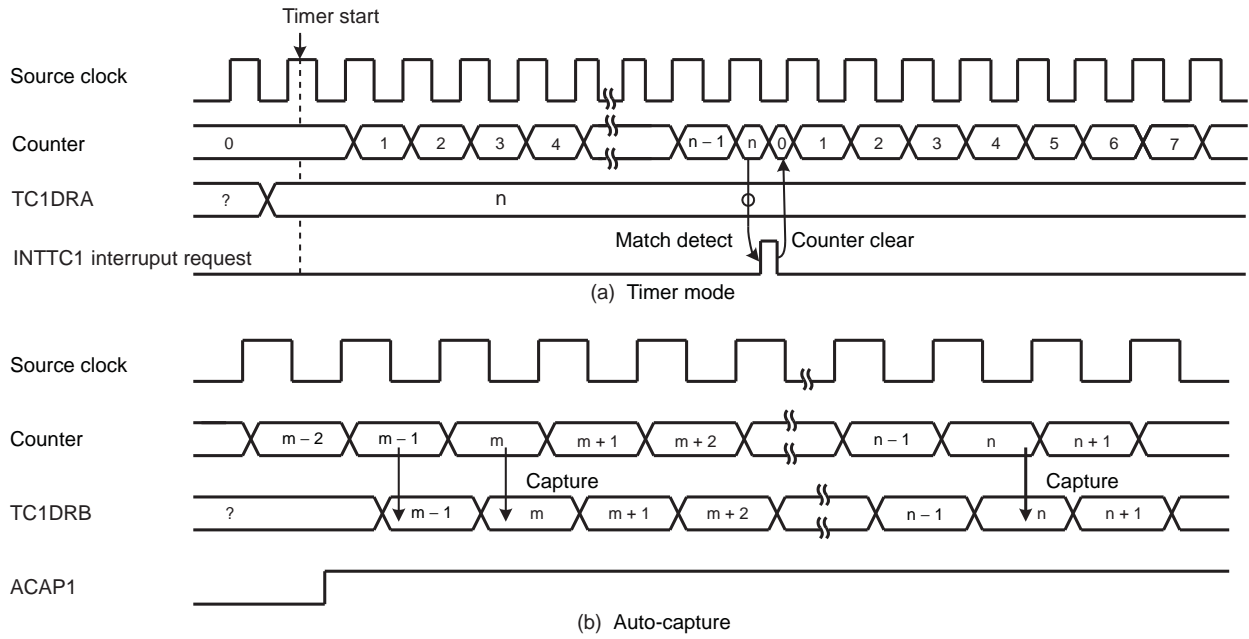 Timer start
Source clock
Counter 0 1 2 3 4 n – 1 n 0 1 2 3 4 5 6 7
TC1DRA ? n
Match detect Counter clear
INTTC1 interruput request
(a) Timer mode
Source clock
Counter m – 2 m – 1 m m + 1 m + 2 n – 1 n n + 1
Capture Capture
TC1DRB ? m – 1 m m + 1 m + 2 n – 1 n n + 1
ACAP1
(b) Auto-capture